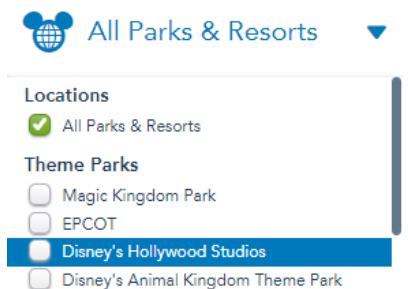 All Parks & Resorts
Locations
All Parks & Resorts
Theme Parks
Magic Kingdom Park
EPCOT
Disney's Hollywood Studios
Disney's Animal Kingdom Theme Park